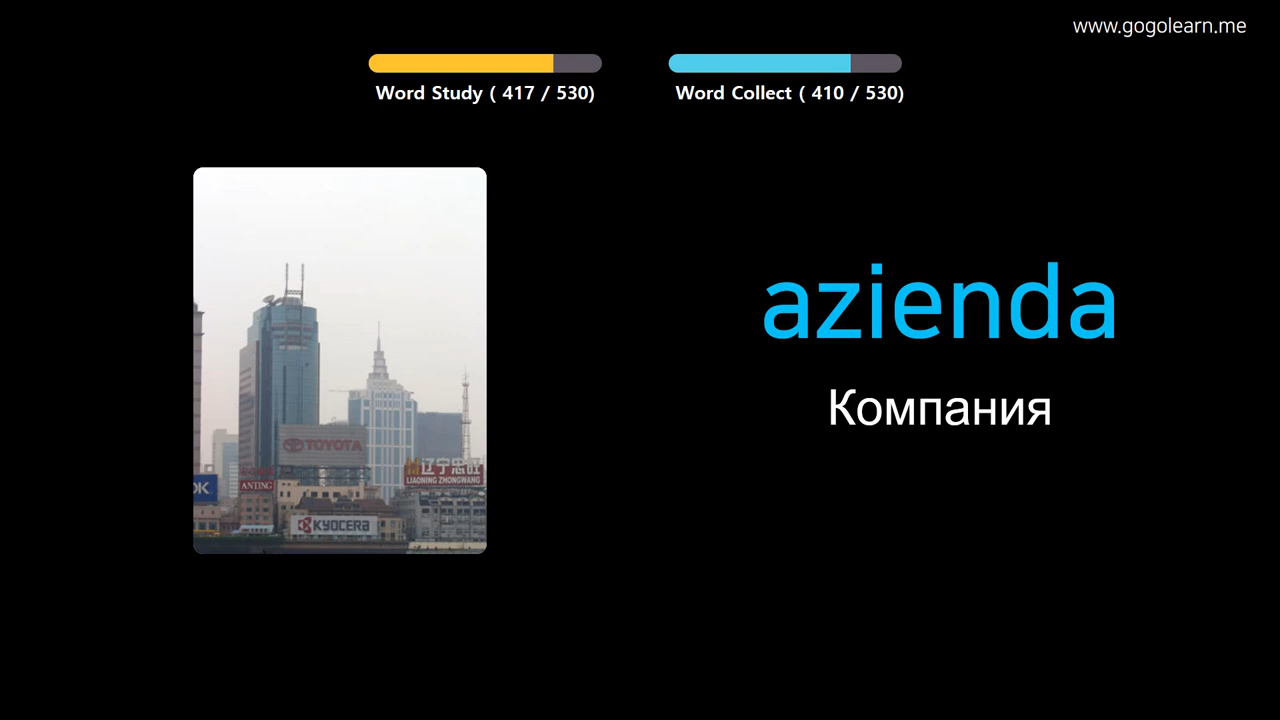 www.gogolearn.me
Word Study ( 417 / 530)
Word Collect ( 410 / 530)
azienda
Компания
TOYOTA
辽宁忠旺
LIAONING ZHONGWANG
OK
ANTING
KYOCERA